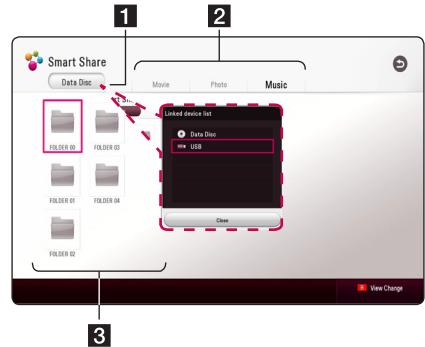 1
2
Smart Share
Data Disc
Movie
Photo
Music
Linked device list
Data Disc
USB
FOLDER 00
FOLDER 03
FOLDER 01
FOLDER 04
Close
FOLDER 02
View Change
3